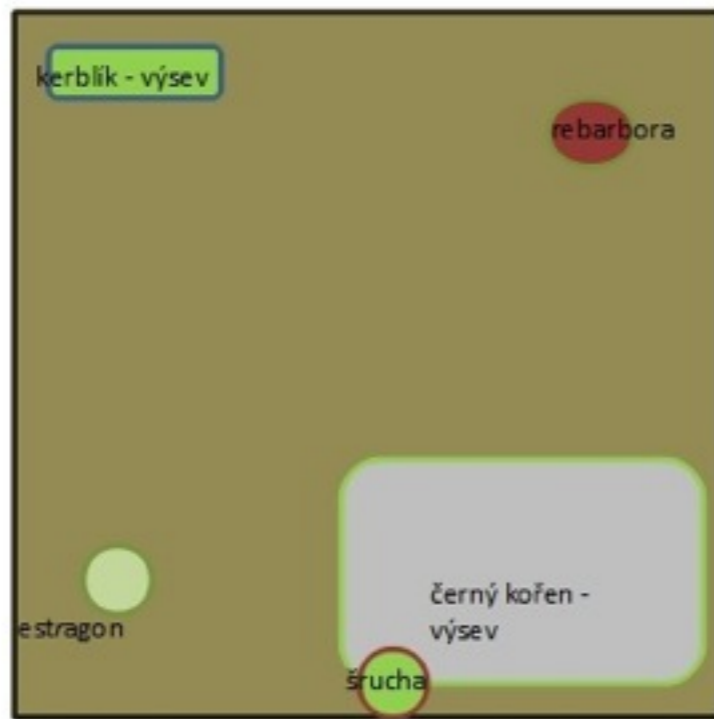 kerblík - výsev
rebarbora
černý kořen -
výsev
estragon
šrucha